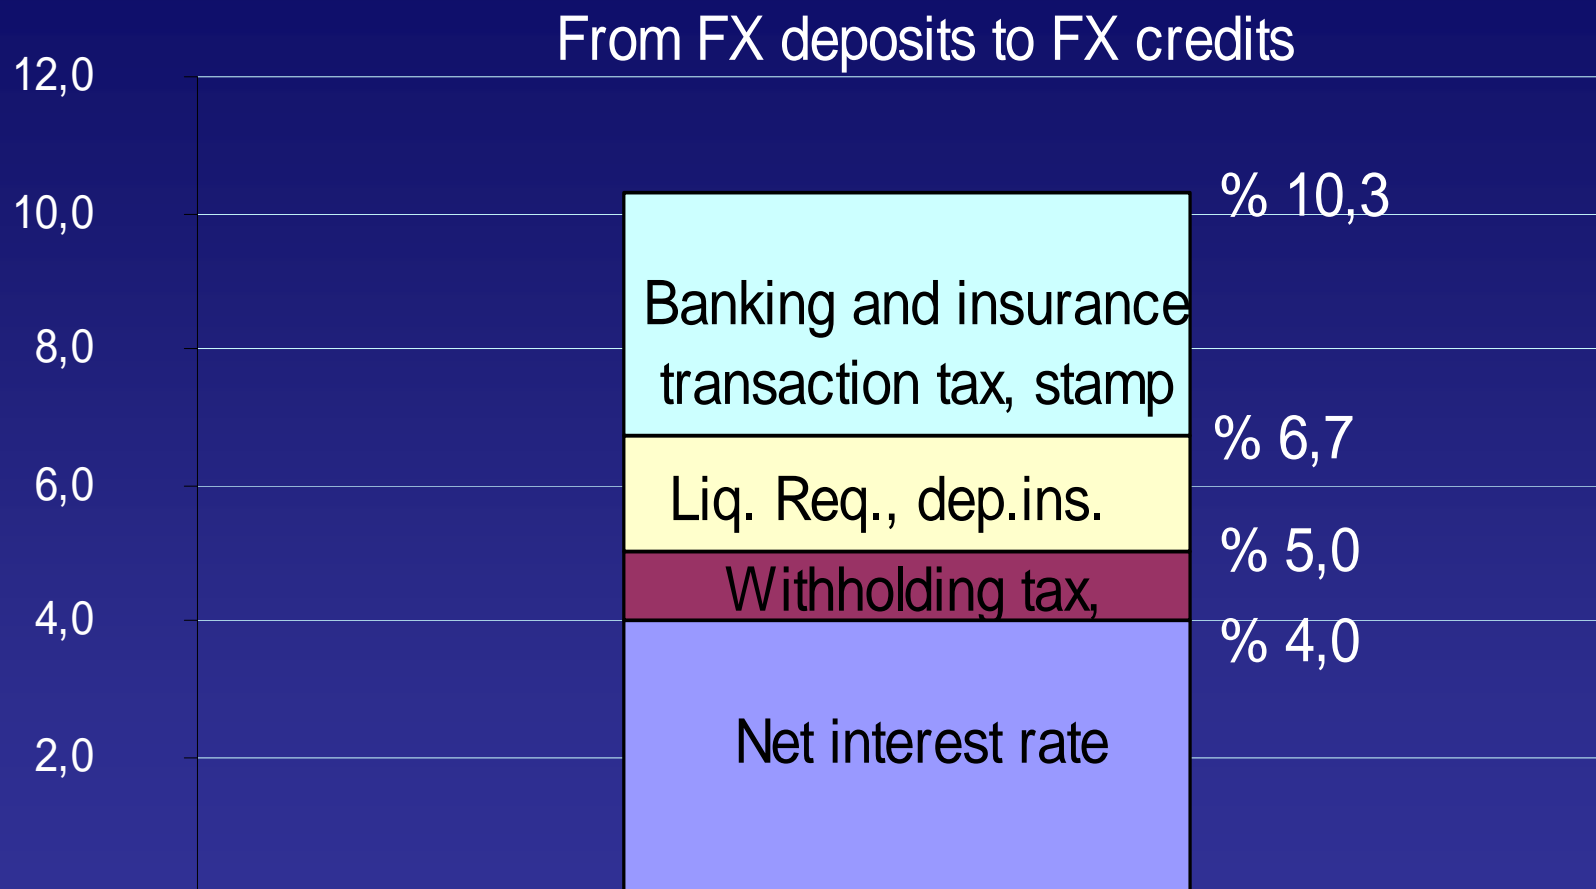 From FX deposits to FX credits
12,0
10,0
8,0
6,0
4,0
2,0
% 10,3
Banking and insurance
transaction tax, stamp
% 6,7
Liq. Req., dep.ins.
% 5,0
Withholding tax,
% 4,0
Net interest rate